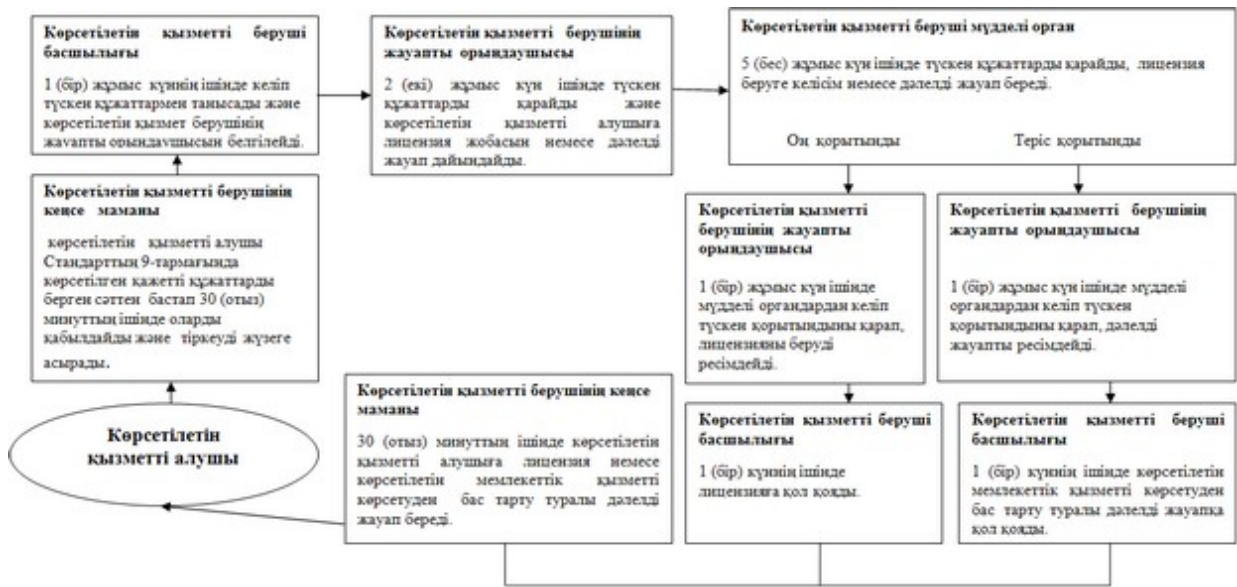 Көрсетілетін қызметті беруші
басшылығы
1 (бір) жұмыс күннің ішінде келіп
түскен құжаттармен танысады және
көрсетілетін қызмет берушінің
жауапты орындаушысын белгілейді.
Көрсетілетін қызметті берушінің
жауапты орындаушысы
2 (екі) жұмыс күн ішінде түскен
құжаттарды қарайды және
көрсетілетін қызметті алушыға
лицензия жобасын немесе дәлелді
жауап дайындайды.
Көрсетілетін қызметті беруші мүдделі орган
5 (бес) жұмыс күн ішінде түскен құжаттарды қарайды, лицензия
беруге келісім немесе дәлелді жауап береді.
Оң қорытынды Теріс қорытынды
Көрсетілетін қызметті берушінің
кеңсе маманы
көрсетілетін қызметті алушы
Стандарттың 9-тармағында
көрсетілген қажетті құжаттарды
берген сәттен бастап 30 (отыз)
минуттың ішінде оларды
қабылдайды және тіркеуді жүзеге
асырады.
Көрсетілетін қызметті
берушінің жауапты
орындаушысы
1 (бір) жұмыс күн ішінде
мүдделі органдардан келіп
түскен қорытындыны қарап,
лицензияны беруді
ресімдейді.
Көрсетілетін қызметті берушінің
жауапты орындаушысы
1 (бір) жұмыс күн ішінде мүдделі
органдардан келіп түскен
қорытындыны қарап, дәлелді
жауапты ресімдейді.
Көрсетілетін
қызметті алушы
Көрсетілетін қызметті берушінің кеңсе
маманы
30 (отыз) минуттың ішінде көрсетілетін
қызметті алушыға лицензия немесе
көрсетілетін мемлекеттік қызметті
көрсетуден бас тарту туралы дәлелді
жауап береді.
Көрсетілетін қызметті беруші
басшылығы
1 (бір) күннің ішінде
лицензияға қол қояды.
Көрсетілетін қызметті беруші
басшылығы
1 (бір) күннің ішінде көрсетілетін
мемлекеттік қызметті көрсетуден
бас тарту туралы дәлелді жауапқа
қол қояды.